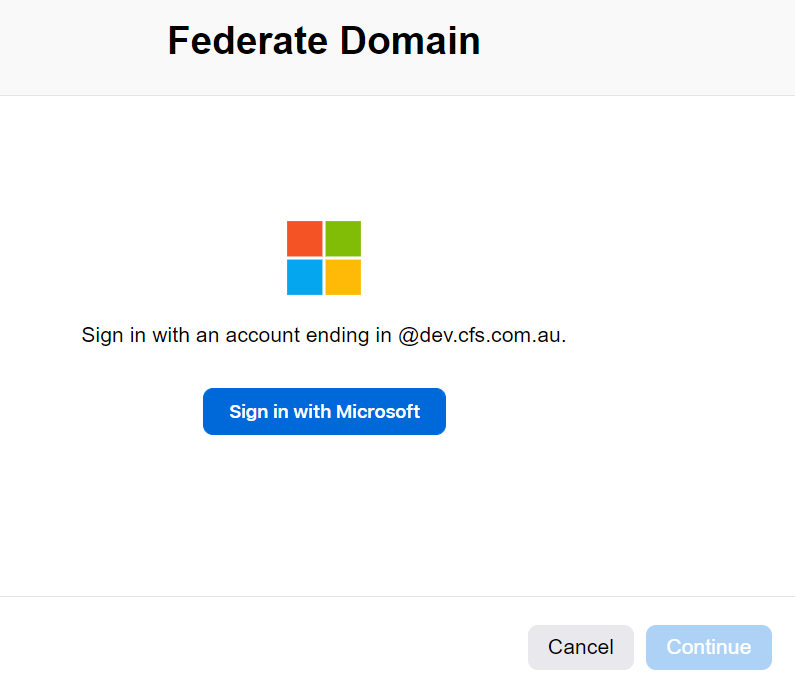 Federate Domain
Sign in with an account ending in @dev.cfs.com.au.
Sign in with Microsoft
Cancel
Continue